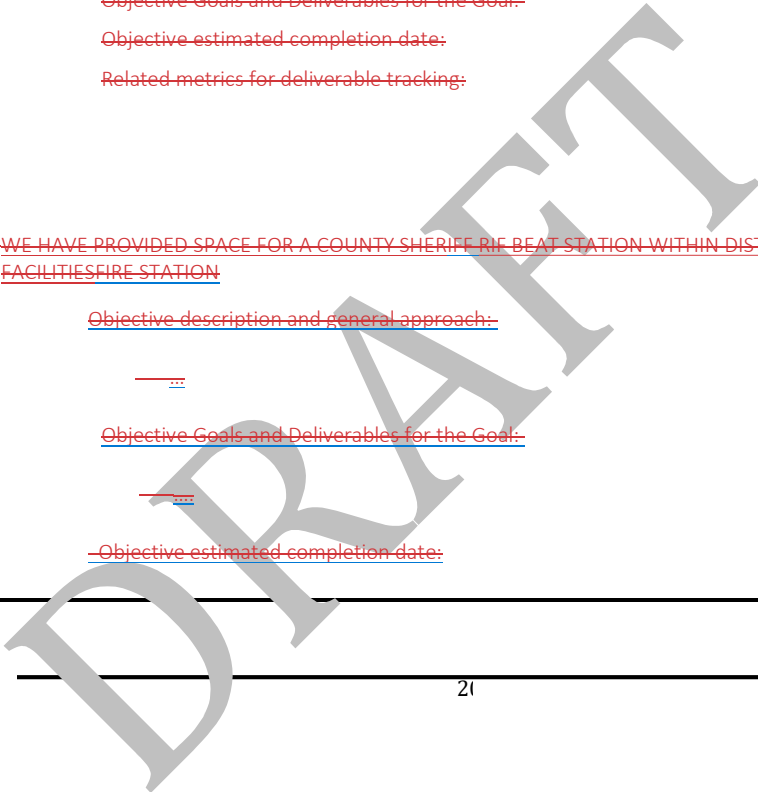 Objective Goals and Deliverables for the Goal:
Objective estimated completion date:
Related metrics for deliverable tracking:
WE HAVE PROVIDED SPACE FOR A COUNTY SHERIFF RIF BEAT STATION WITHIN
FACILITIESFIRE STATION
Objective description and general approach:
...
Objective Goals and Deliverables for the Goal:
....
Objective estimated completion date:
DRAFT